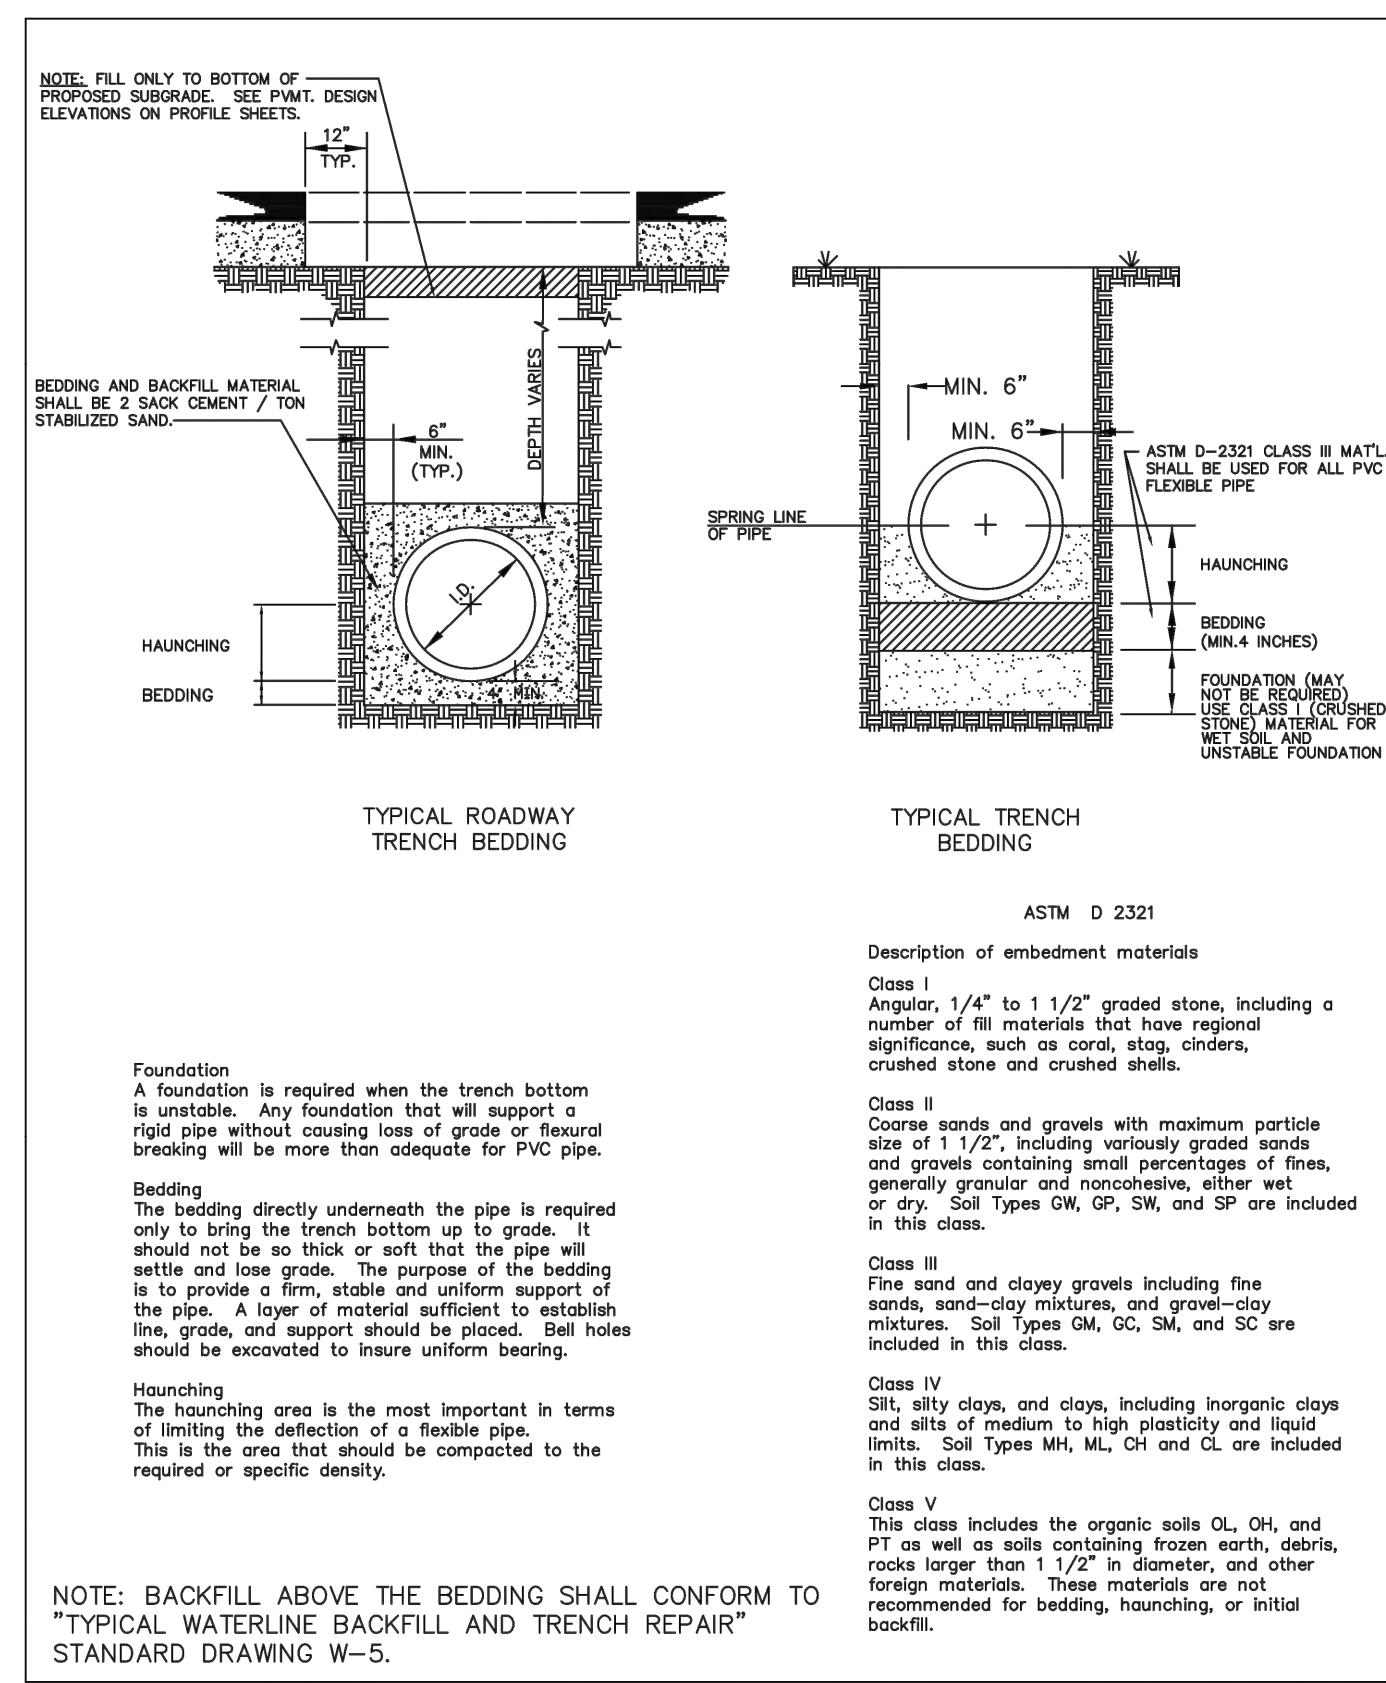 NOTE: FILL ONLY TO BOTTOM OF
PROPOSED SUBGRADE. SEE PVMT. DESIGN
ELEVATIONS ON PROFILE SHEETS.
12"
TYP.
BEDDING AND BACKFILL MATERIAL
SHALL BE 2 SACK CEMENT / TON
STABILIZED SAND.
6"
MIN.
(TYP.)
DEPTH VARIES
I.D.
HAUNCHING
BEDDING
4" MIN.
TYPICAL ROADWAY
TRENCH BEDDING
MIN. 6"
MIN. 6"
SPRING LINE
OF PIPE
ASTM D-2321 CLASS III MAT'L.
SHALL BE USED FOR ALL PVC
FLEXIBLE PIPE
HAUNCHING
BEDDING
(MIN.4 INCHES)
FOUNDATION (MAY
NOT BE REQUIRED)
USE CLASS I (CRUSHED
STONE) MATERIAL FOR
WET SOIL AND
UNSTABLE FOUNDATION
TYPICAL TRENCH
BEDDING
Foundation
A foundation is required when the trench bottom
is unstable. Any foundation that will support a
rigid pipe without causing loss of grade or flexural
breaking will be more than adequate for PVC pipe.
Bedding
The bedding directly underneath the pipe is required
only to bring the trench bottom up to grade. It
should not be so thick or soft that the pipe will
settle and lose grade. The purpose of the bedding
is to provide a firm, stable and uniform support of
the pipe. A layer of material sufficient to establish
line, grade, and support should be placed. Bell holes
should be excavated to insure uniform bearing.
Haunching
The haunching area is the most important in terms
of limiting the deflection of a flexible pipe.
This is the area that should be compacted to the
required or specific density.
ASTM D 2321
Description of embedment materials
Class I
Angular, 1/4" to 1 1/2" graded stone, including a
number of fill materials that have regional
significance, such as coral, stag, cinders,
crushed stone and crushed shells.
Class II
Coarse sands and gravels with maximum particle
size of 1 1/2", including variously graded sands
and gravels containing small percentages of fines,
generally granular and noncohesive, either wet
or dry. Soil Types GW, GP, SW, and SP are included
in this class.
Class III
Fine sand and clayey gravels including fine
sands, sand-clay mixtures, and gravel-clay
mixtures. Soil Types GM, GC, SM, and SC sre
included in this class.
Class IV
Silt, silty clays, and clays, including inorganic clays
and silts of medium to high plasticity and liquid
limits. Soil Types MH, ML, CH and CL are included
in this class.
Class V
This class includes the organic soils OL, OH, and
PT as well as soils containing frozen earth, debris,
rocks larger than 1 1/2" in diameter, and other
foreign materials. These materials are not
recommended for bedding, haunching, or initial
backfill.
NOTE: BACKFILL ABOVE THE BEDDING SHALL CONFORM TO
"TYPICAL WATERLINE BACKFILL AND TRENCH REPAIR"
STANDARD DRAWING W-5.